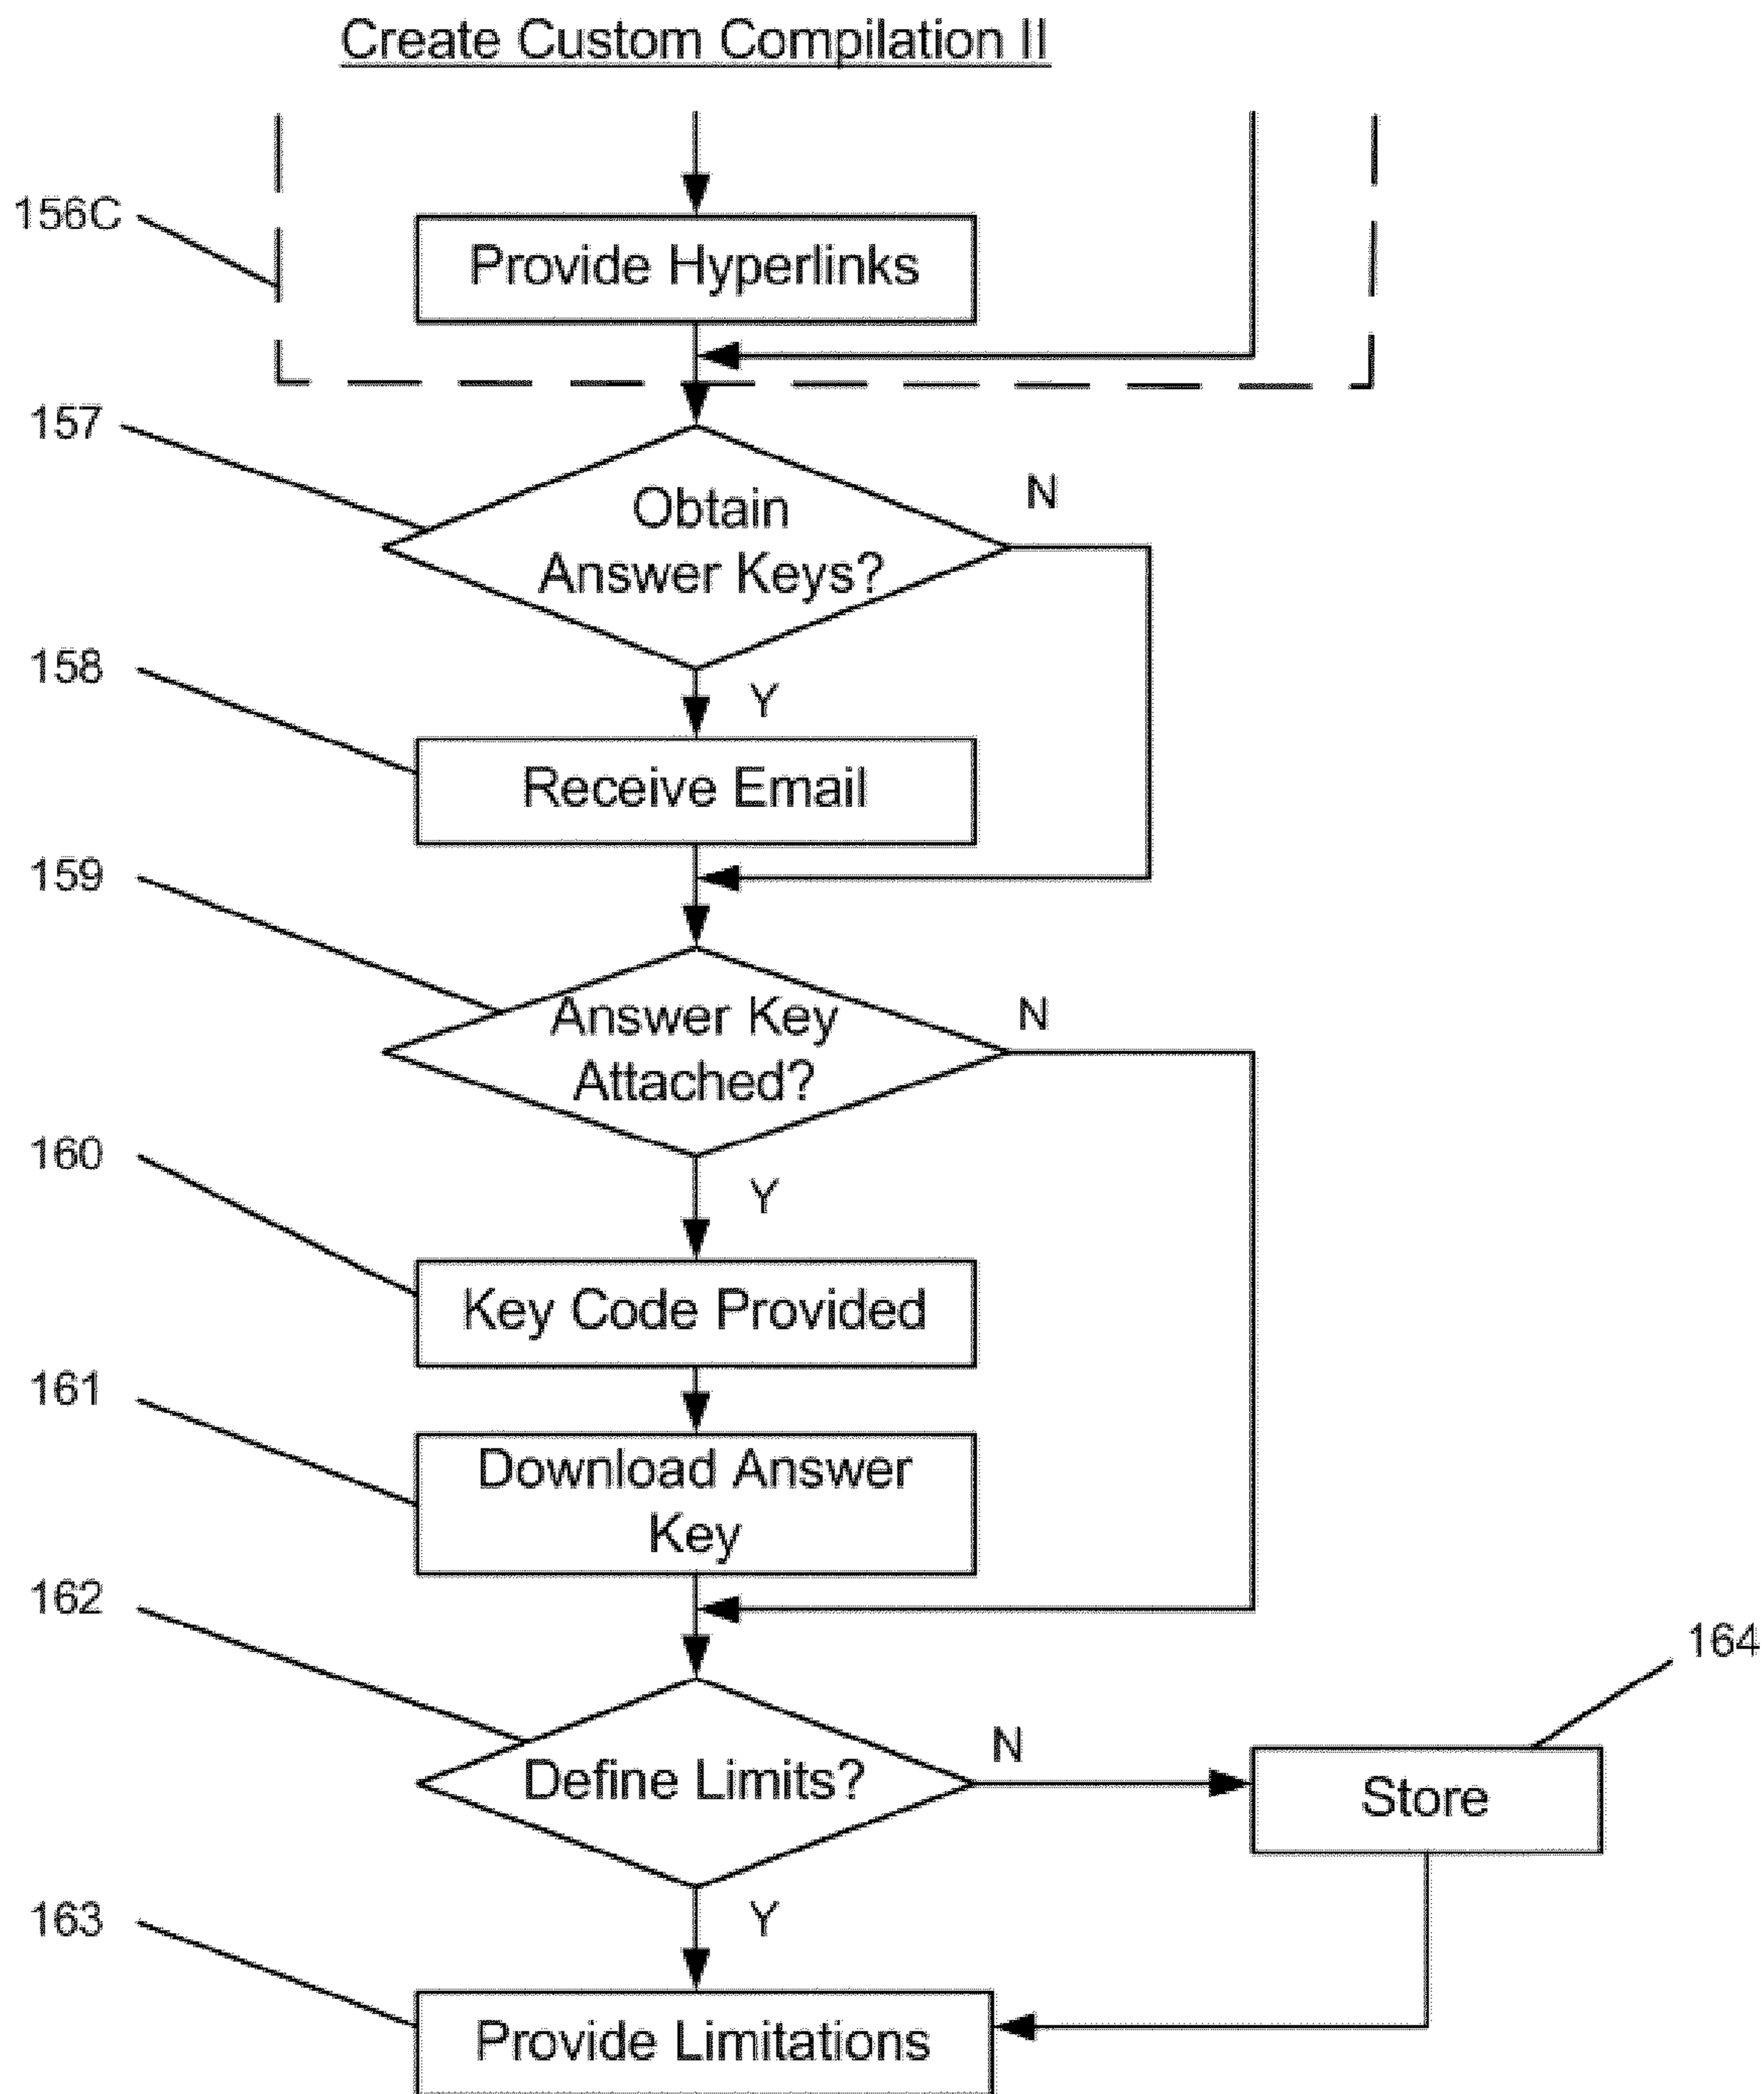 Create Custom Compilation II
156C
Provide Hyperlinks
157
N
Obtain
Answer Keys?
158
Y
Receive Email
159
Answer Key
Attached?
N
160
Y
Key Code Provided
161
Download Answer
Key
162
164
N
Define Limits?
Store
163
Y
Provide Limitations